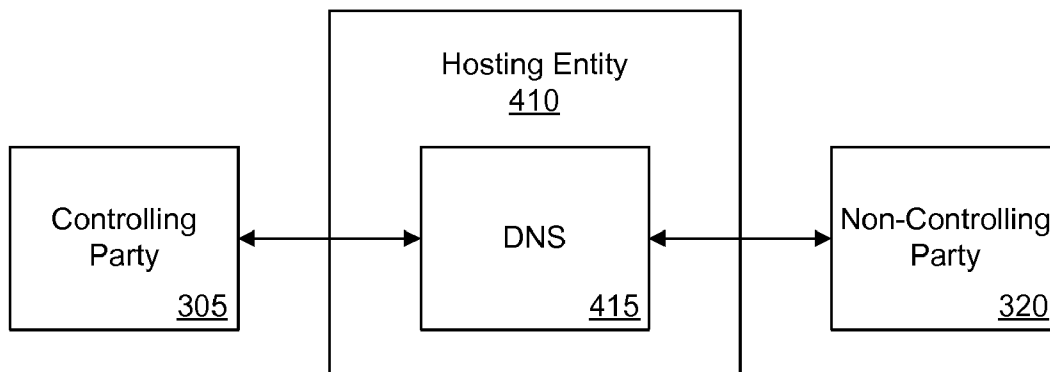 Hosting Entity
410
Controlling
Party
305
DNS
415
Non-Controlling
Party
320